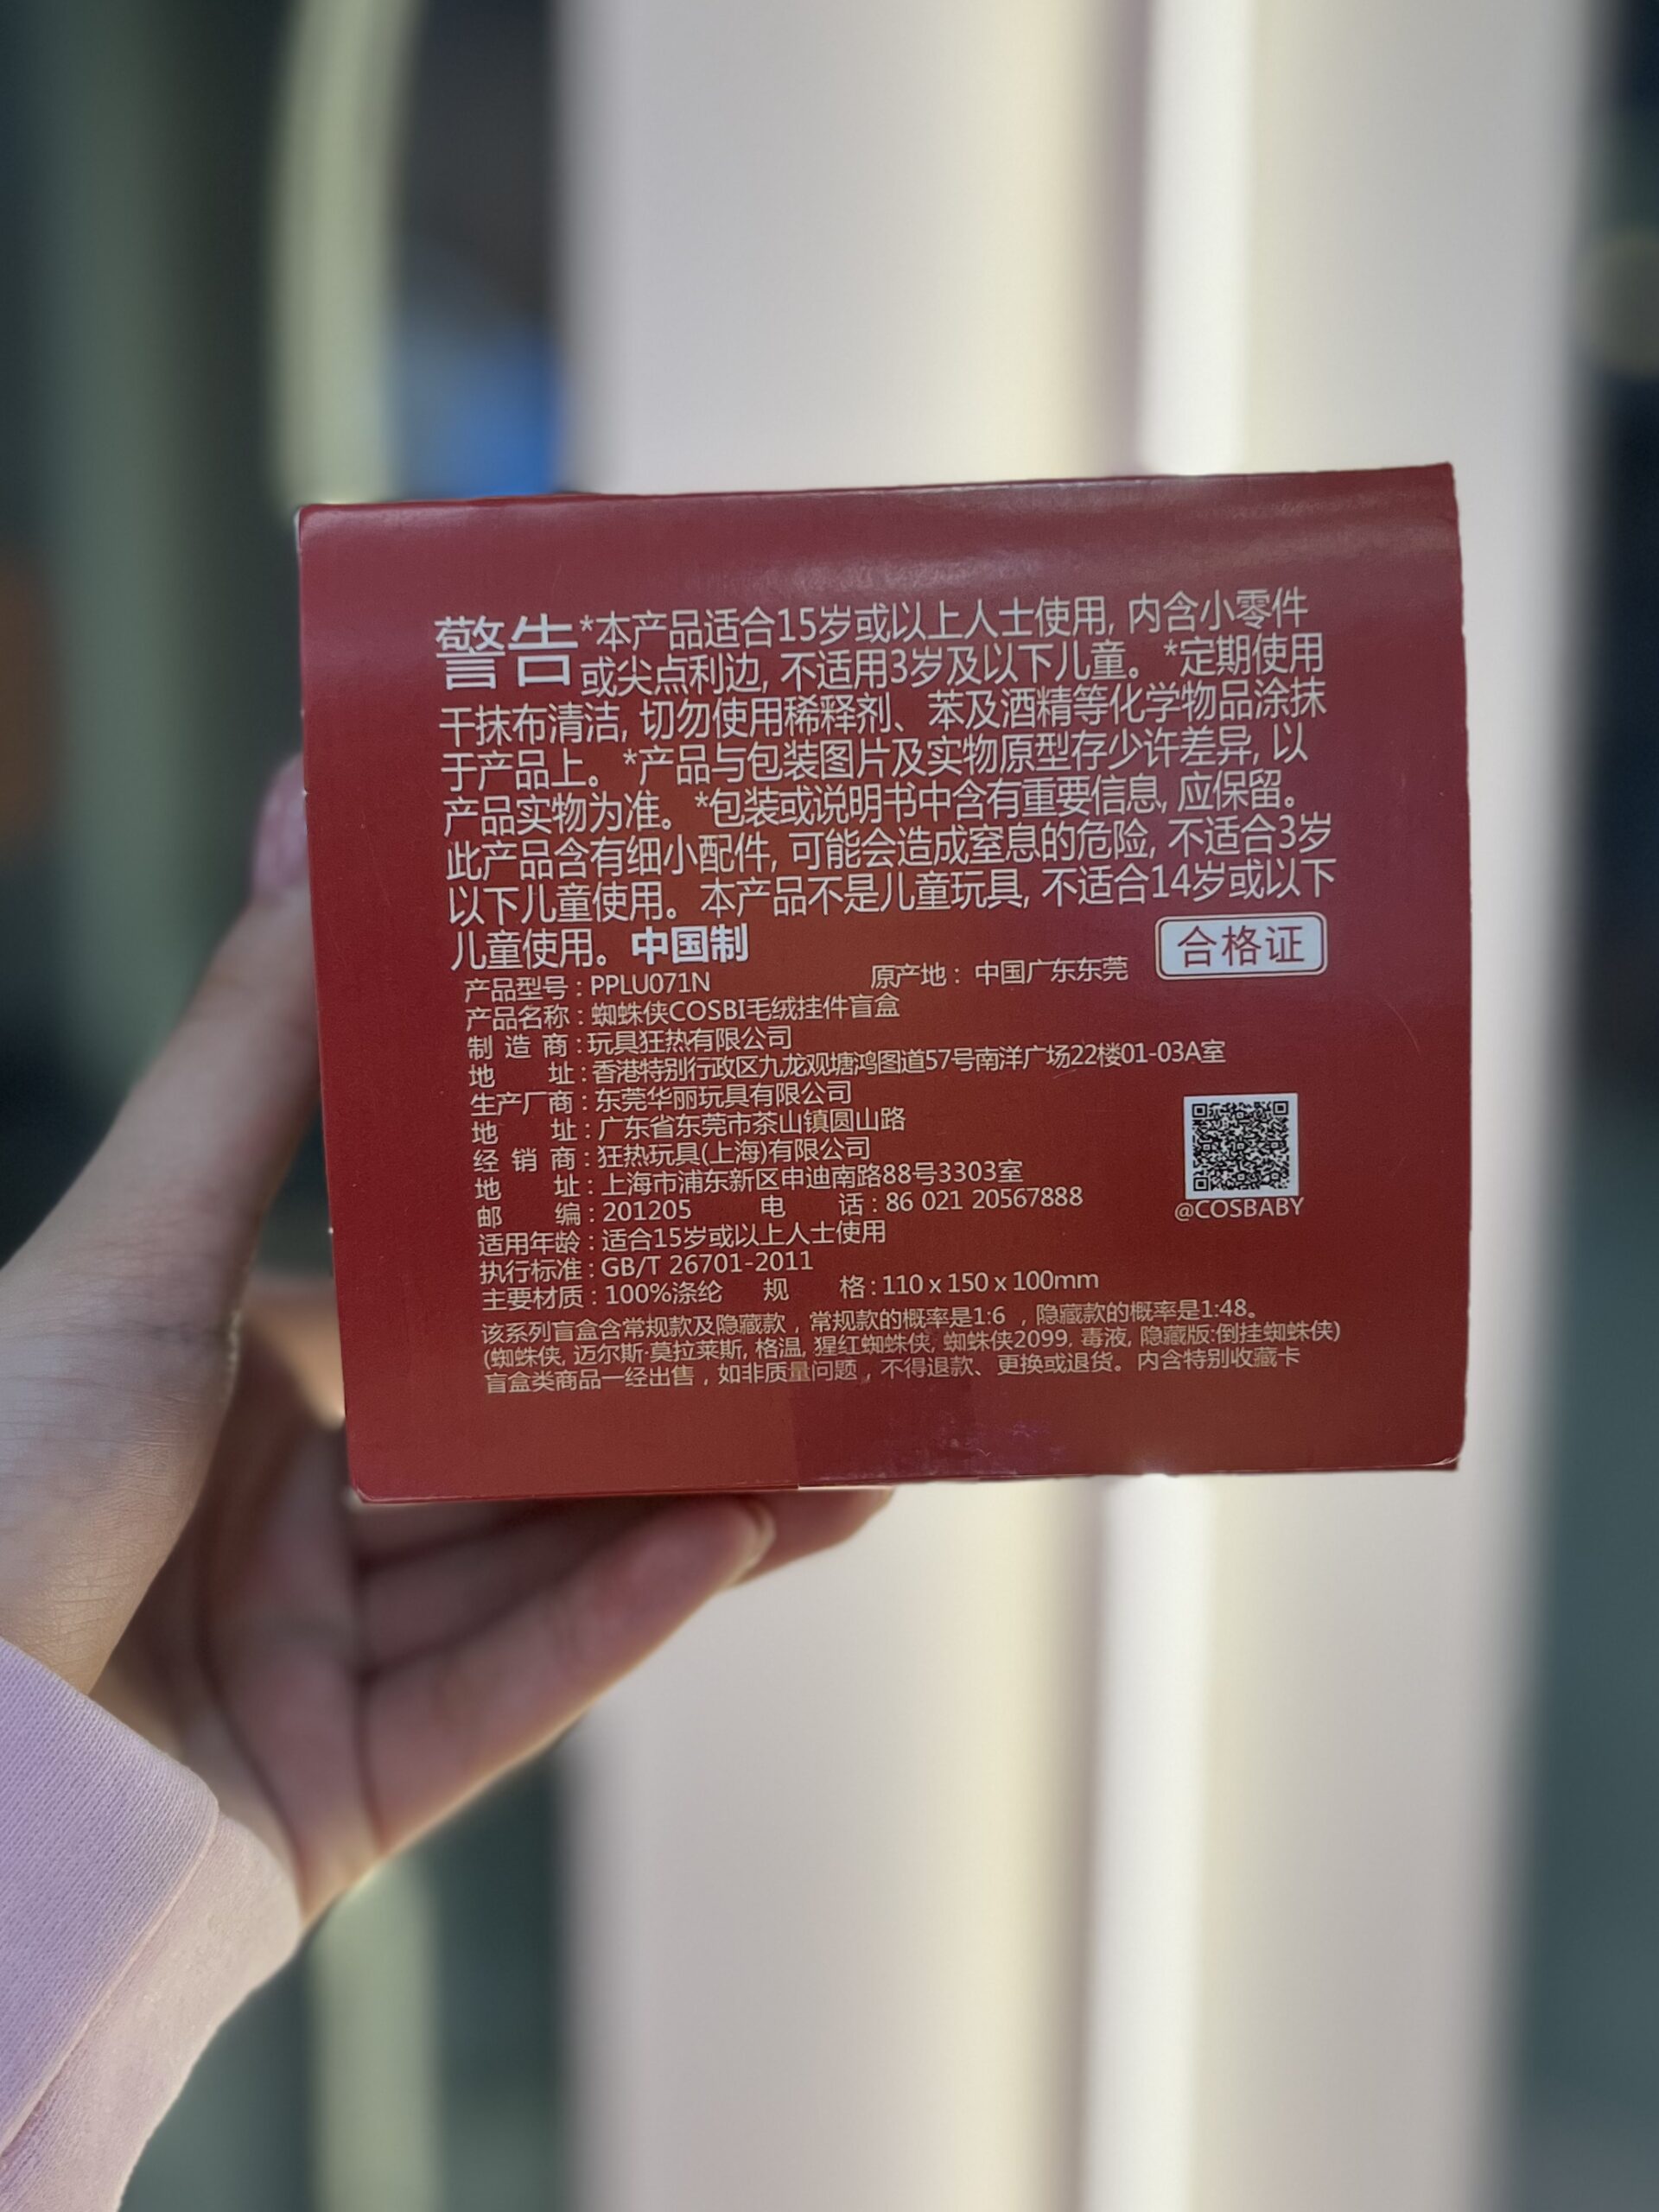 警告 *本产品适合15岁或以上人士使用, 内含小零件
或尖点利边, 不适用3岁及以下儿童。*定期使用
干抹布清洁, 切勿使用稀释剂、苯及酒精等化学物品涂抹
于产品上。 *产品与包装图片及实物原型存少许差异, 以
产品实物为准。 *包装或说明书中含有重要信息, 应保留。
此产品含有细小配件, 可能会造成窒息的危险, 不适合3岁
以下儿童使用。本产品不是儿童玩具, 不适合14岁或以下
儿童使用。中国制
合格证
产品型号 : PPLU071N 原产地 : 中国广东东莞
产品名称 : 蜘蛛侠COSBI毛绒挂件盲盒
制造商 : 玩具狂热有限公司
地址 : 香港特别行政区九龙观塘鸿图道57号南洋广场22楼01-03A室
生产厂商 : 东莞华丽玩具有限公司
地址 : 广东省东莞市茶山镇圆山路
经销商 : 狂热玩具(上海)有限公司
地址 : 上海市浦东新区申迪南路88号3303室
邮编 : 201205 电话 : 86 021 20567888
适用年龄 : 适合15岁或以上人士使用
执行标准 : GB/T 26701-2011
主要材质 : 100%涤纶 规格 : 110 x 150 x 100mm
@COSBABY
该系列盲盒含常规款及隐藏款，常规款的概率是1:6 ，隐藏款的概率是1:48。
(蜘蛛侠, 迈尔斯·莫拉莱斯, 格温, 猩红蜘蛛侠, 蜘蛛侠2099, 毒液, 隐藏版:倒挂蜘蛛侠)
盲盒类商品一经出售，如非质量问题，不得退款、更换或退货。内含特别收藏卡